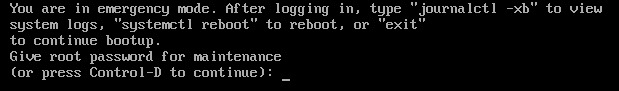 You are in emergency mode. After logging in, type "journalctl -xb" to view
system logs, "systemctl reboot" to reboot, or "exit"
to continue bootup.
Give root password for maintenance
(or press Control-D to continue): _